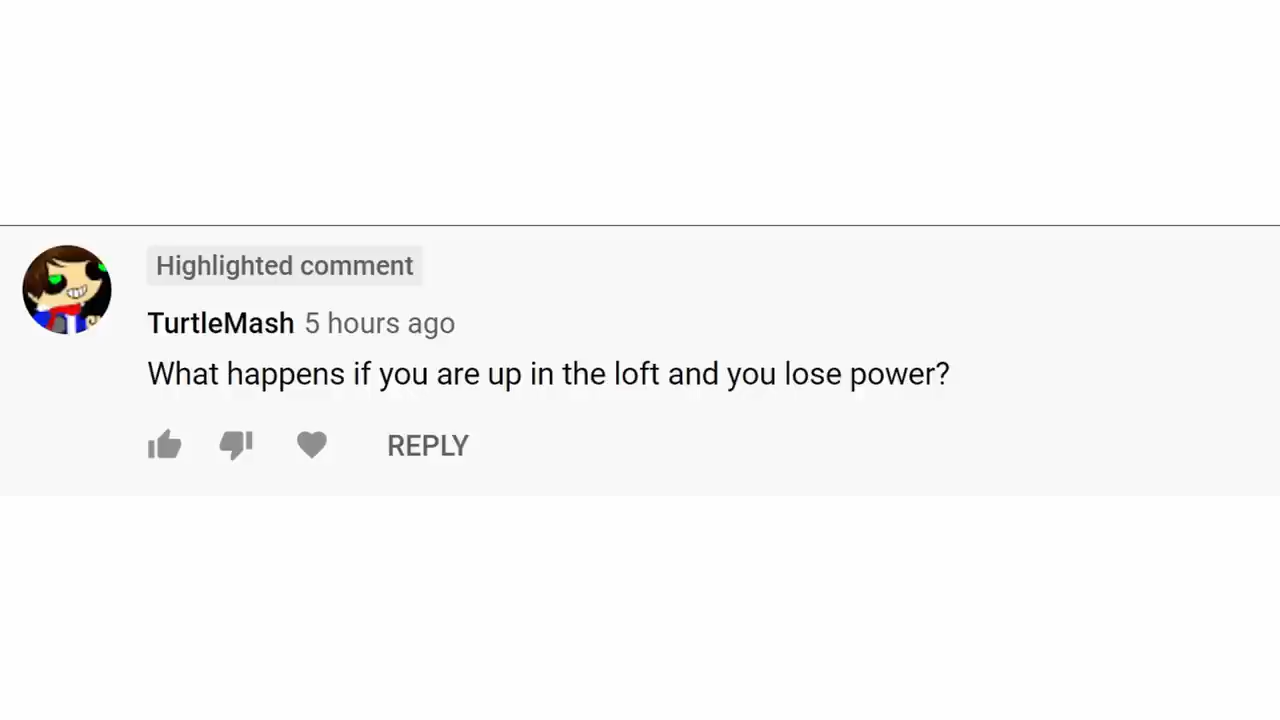 Highlighted comment
TurtleMash 5 hours ago
What happens if you are up in the loft and you lose power?
REPLY